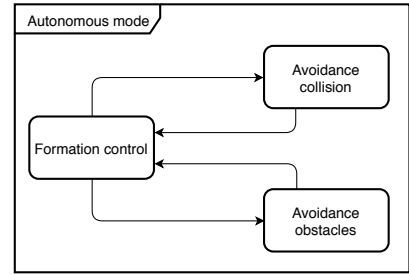 Autonomous mode
Avoidance
collision
Formation control
Avoidance
obstacles